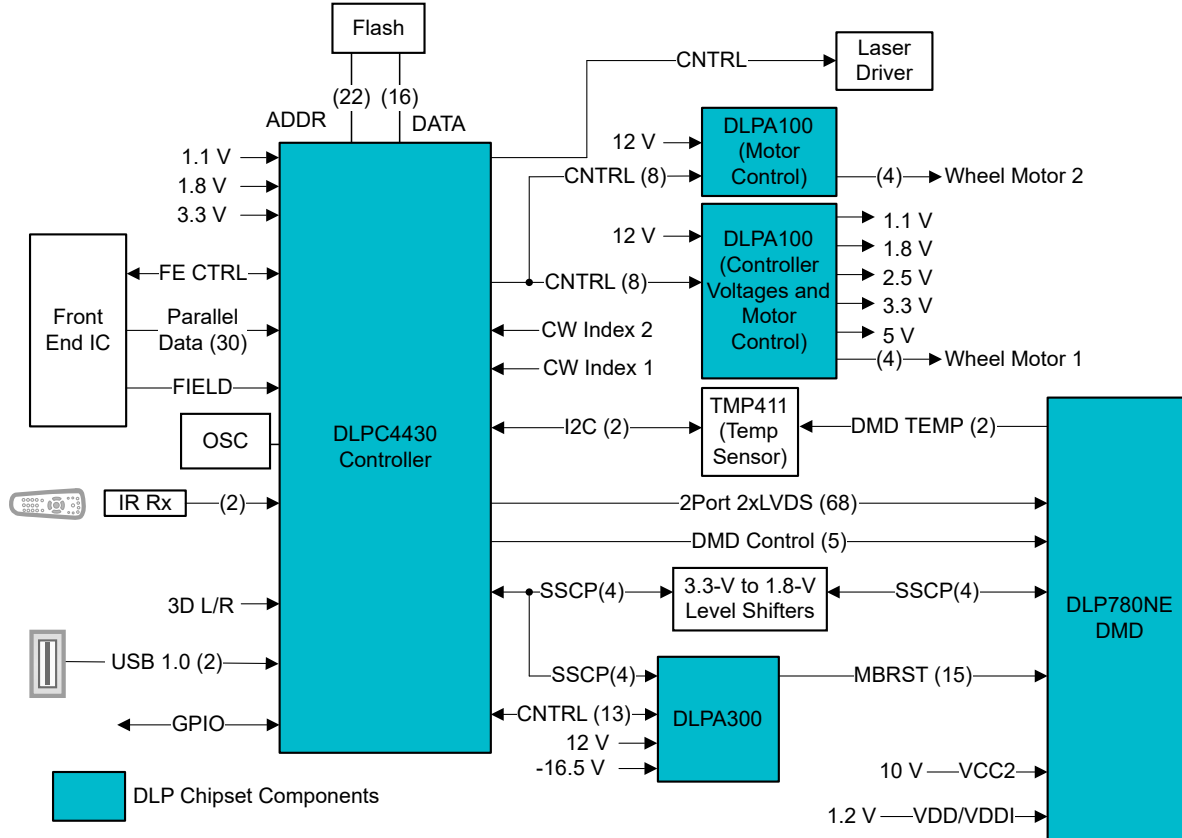 Flash
(22)
(16)
ADDR
DATA
CNTRL
Laser
Driver
1.1 V
1.8 V
3.3 V
12 V
CNTRL (8)
DLPA100
(Motor
Control)
(4)
Wheel Motor 2
12 V
CNTRL (8)
DLPA100
(Controller
Voltages and
Motor
Control)
1.1 V
1.8 V
2.5 V
3.3 V
5 V
(4)
Wheel Motor 1
Front
End IC
FE CTRL
Parallel
Data (30)
FIELD
OSC
CW Index 2
CW Index 1
DLPC4430
Controller
I2C (2)
TMP411
(Temp
Sensor)
DMD TEMP (2)
IR Rx
(2)
2Port 2xLVDS (68)
DMD Control (5)
3D L/R
SSCP(4)
3.3-V to 1.8-V
Level Shifters
SSCP(4)
DLP780NE
DMD
USB 1.0 (2)
SSCP(4)
MBRST (15)
GPIO
CNTRL (13)
DLPA300
12 V
-16.5 V
10 V
VCC2
1.2 V
VDD/VDDI
DLP Chipset Components